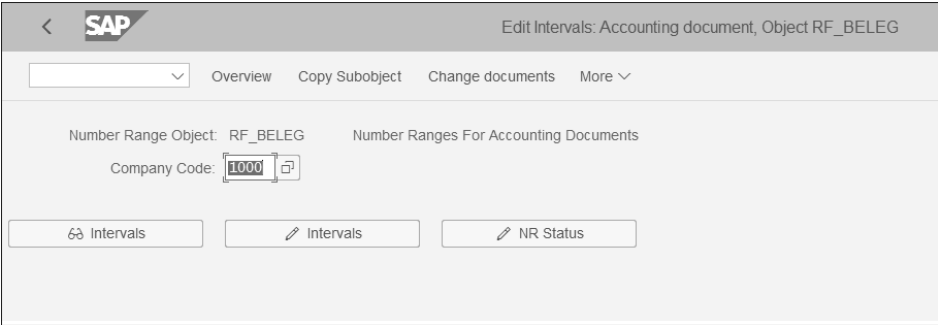 SAP Edit Intervals: Accounting document, Object RF_BELEG
Overview Copy Subobject Change documents More
Number Range Object: RF_BELEG Number Ranges For Accounting Documents
Company Code: 1000
Intervals Intervals NR Status